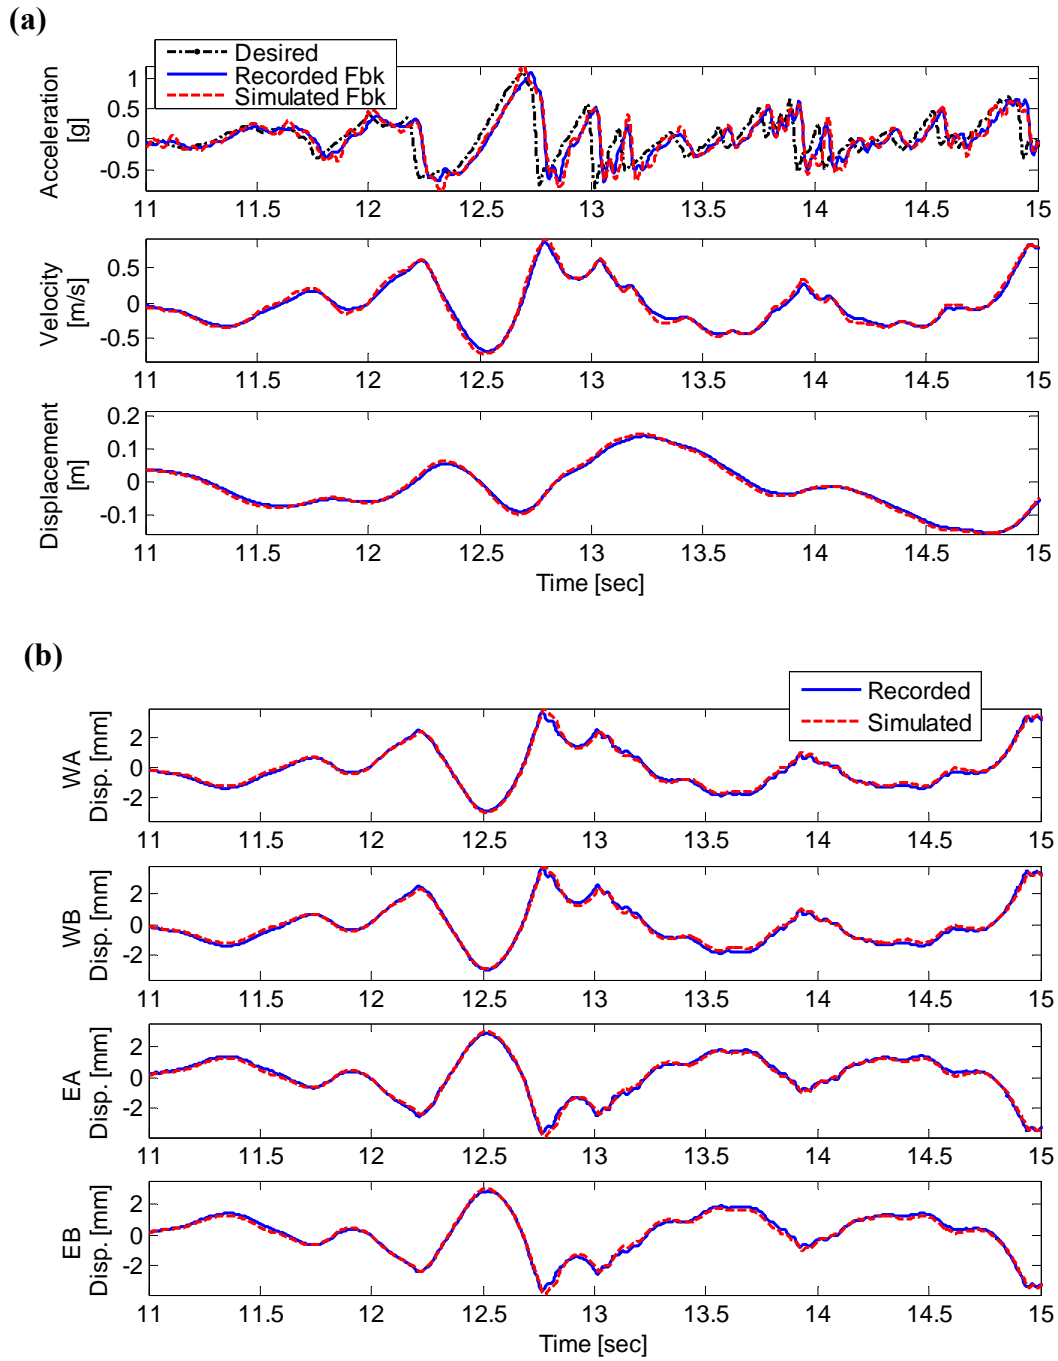 (a)
Desired
Recorded Fbk
Simulated Fbk
Acceleration
[g]
1
0.5
0
-0.5
11 11.5 12 12.5 13 13.5 14 14.5 15
Velocity
[m/s]
0.5
0
-0.5
11 11.5 12 12.5 13 13.5 14 14.5 15
Displacement
[m]
0.2
0.1
0
-0.1
11 11.5 12 12.5 13 13.5 14 14.5 15
Time [sec]
(b)
Recorded
Simulated
WA
Disp. [mm]
2
0
-2
11 11.5 12 12.5 13 13.5 14 14.5 15
WB
Disp. [mm]
2
0
-2
11 11.5 12 12.5 13 13.5 14 14.5 15
EA
Disp. [mm]
2
0
-2
11 11.5 12 12.5 13 13.5 14 14.5 15
EB
Disp. [mm]
2
0
-2
11 11.5 12 12.5 13 13.5 14 14.5 15
Time [sec]